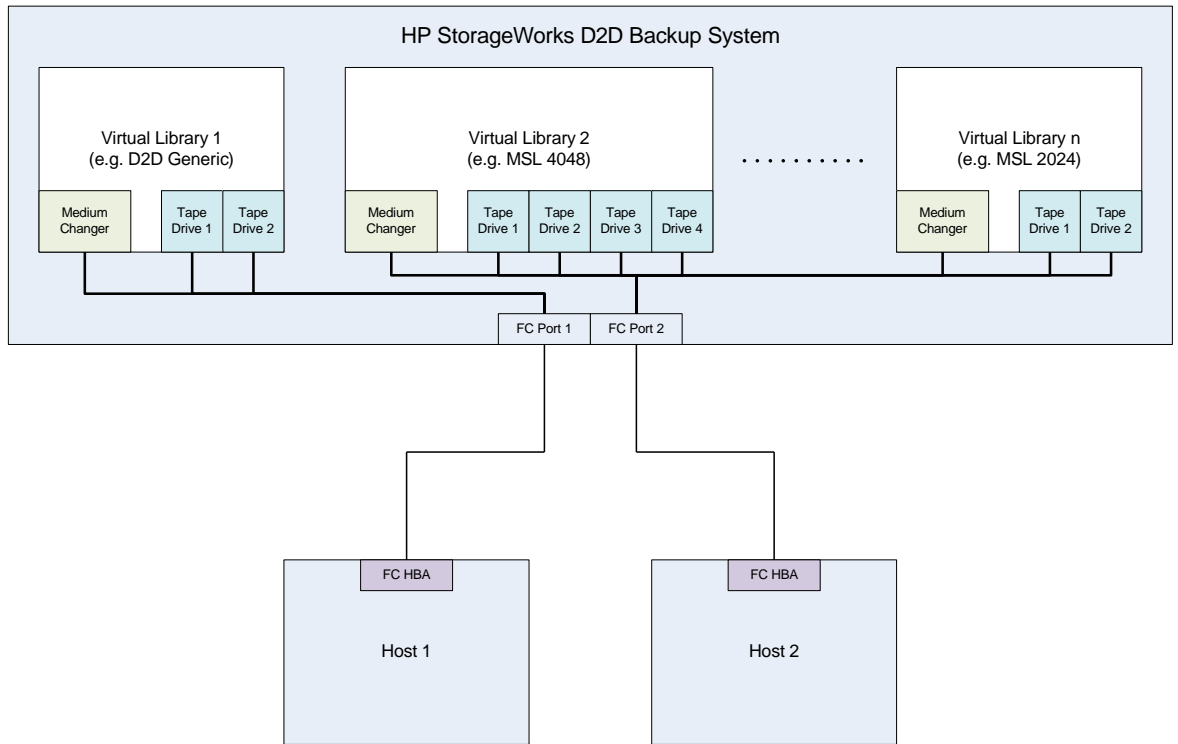 HP StorageWorks D2D Backup System
Virtual Library 1
(e.g. D2D Generic)
Medium
Changer
Tape
Drive 1
Tape
Drive 2
Virtual Library 2
(e.g. MSL 4048)
Medium
Changer
Tape
Drive 1
Tape
Drive 2
Tape
Drive 3
Tape
Drive 4
. . . . . . . . . .
Virtual Library n
(e.g. MSL 2024)
Medium
Changer
Tape
Drive 1
Tape
Drive 2
FC Port 1
FC Port 2
FC HBA
Host 1
FC HBA
Host 2